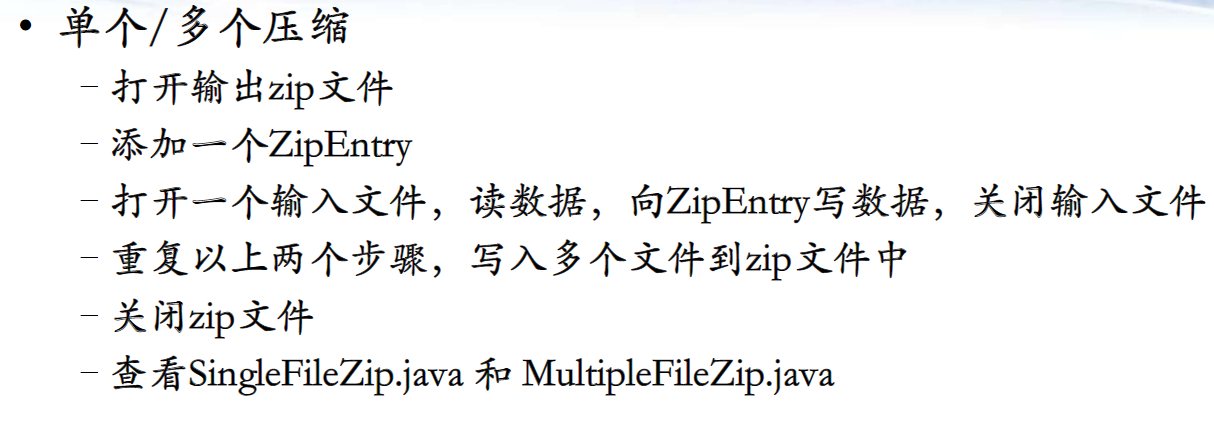 • 单个/多个压缩
– 打开输出zip文件
– 添加一个ZipEntry
– 打开一个输入文件，读数据，向ZipEntry写数据，关闭输入文件
– 重复以上两个步骤，写入多个文件到zip文件中
– 关闭zip文件
– 查看SingleFileZip.java 和 MultipleFileZip.java